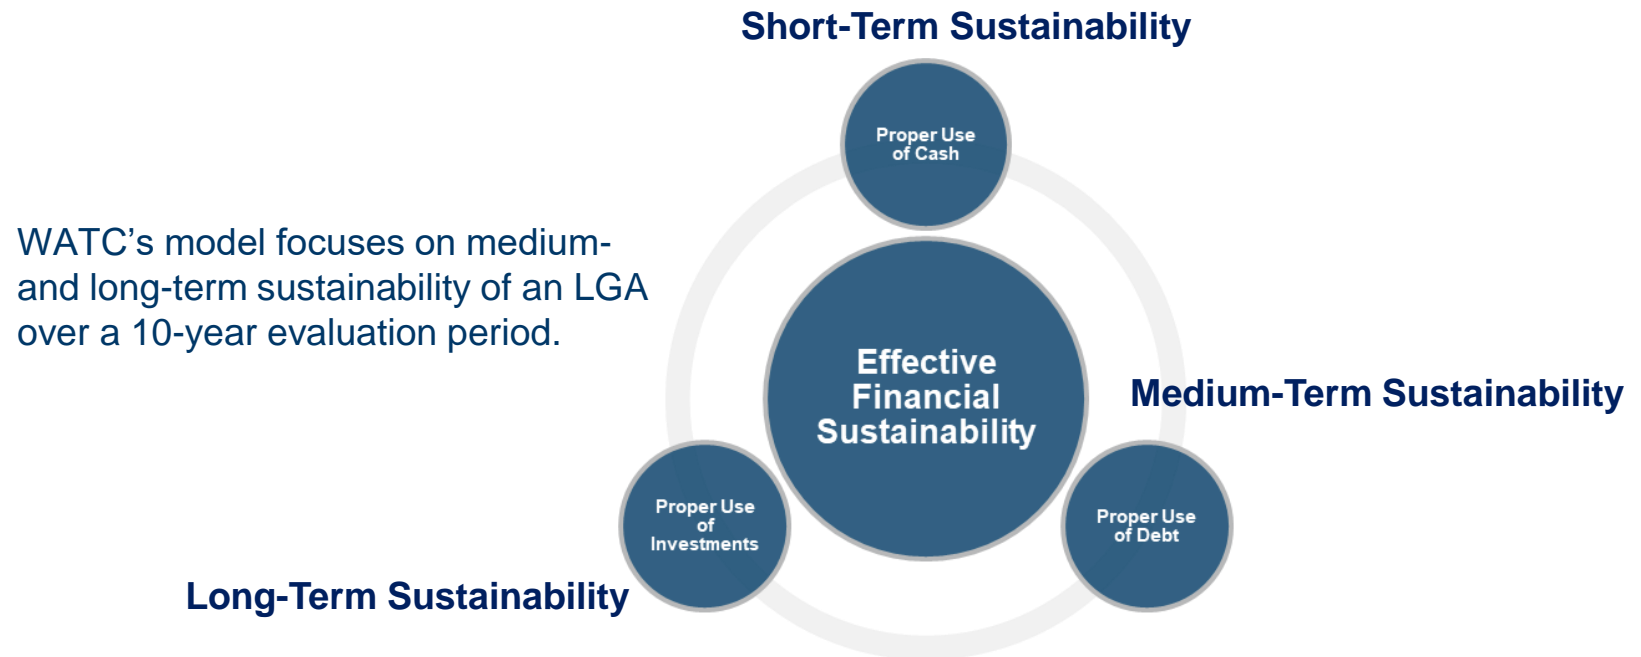 Short-Term Sustainability
Proper Use
of Cash
WATC’s model focuses on medium-
and long-term sustainability of an LGA
over a 10-year evaluation period.
Effective
Financial
Sustainability
Medium-Term Sustainability
Proper Use
of
Investments
Proper Use
of Debt
Long-Term Sustainability